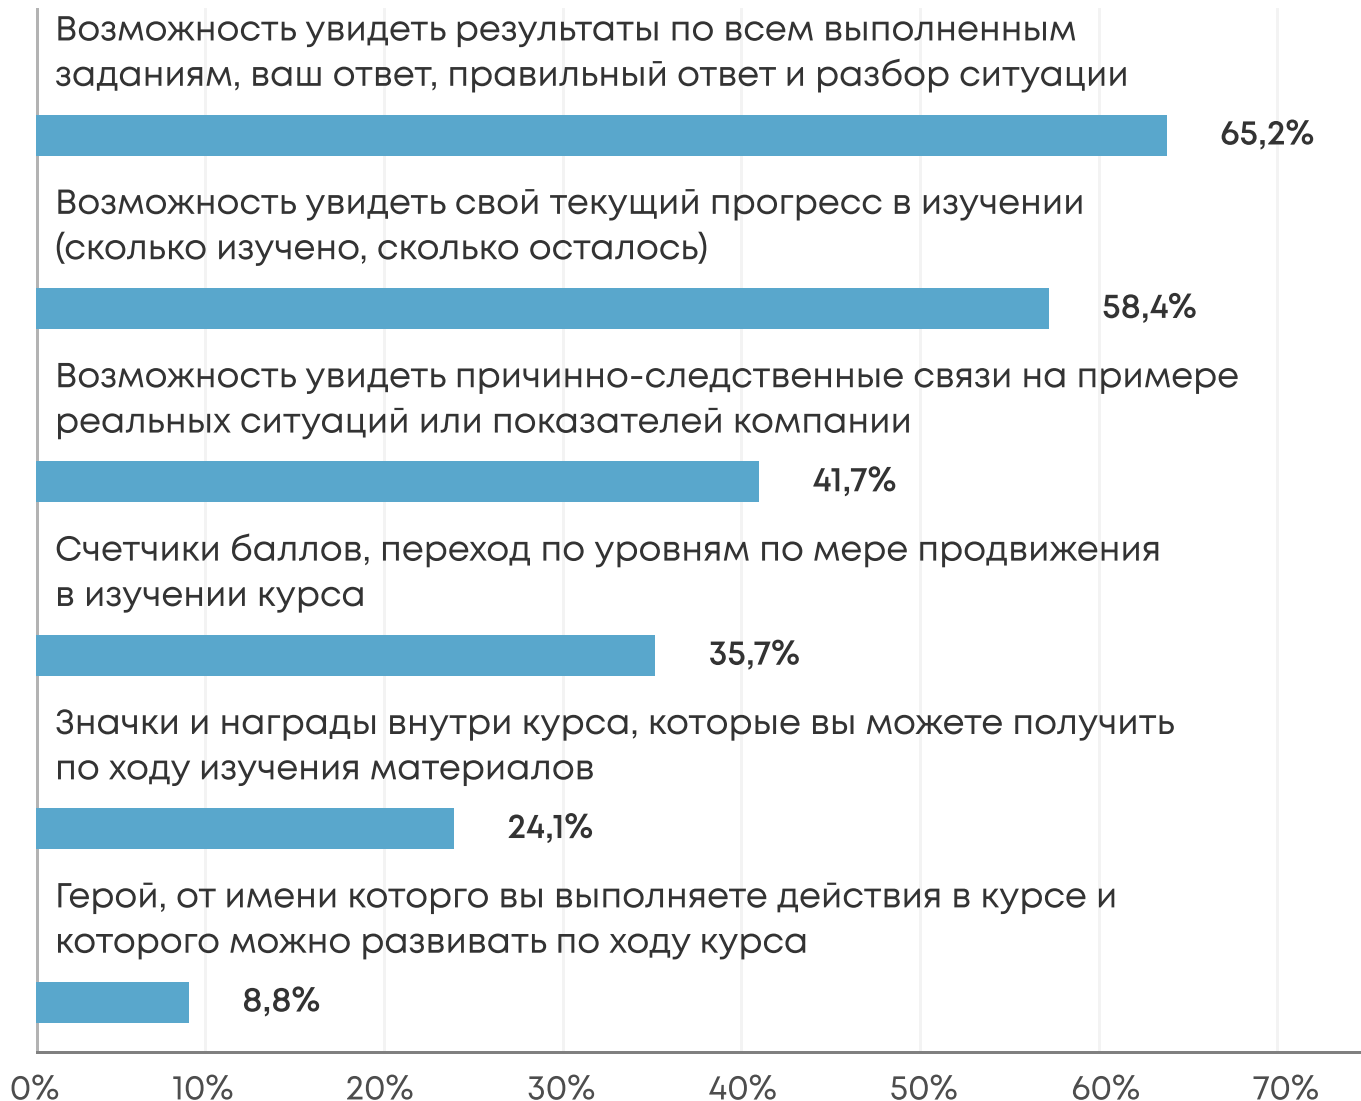 Возможность увидеть результаты по всем выполненным
заданиям, ваш ответ, правильный ответ и разбор ситуации
65,2%
Возможность увидеть свой текущий прогресс в изучении
(сколько изучено, сколько осталось)
58,4%
Возможность увидеть причинно-следственные связи на примере
реальных ситуаций или показателей компании
41,7%
Счетчики баллов, переход по уровням по мере продвижения
в изучении курса
35,7%
Значки и награды внутри курса, которые вы можете получить
по ходу изучения материалов
24,1%
Герой, от имени которго вы выполняете действия в курсе и
которого можно развивать по ходу курса
8,8%
0% 10% 20% 30% 40% 50% 60% 70%